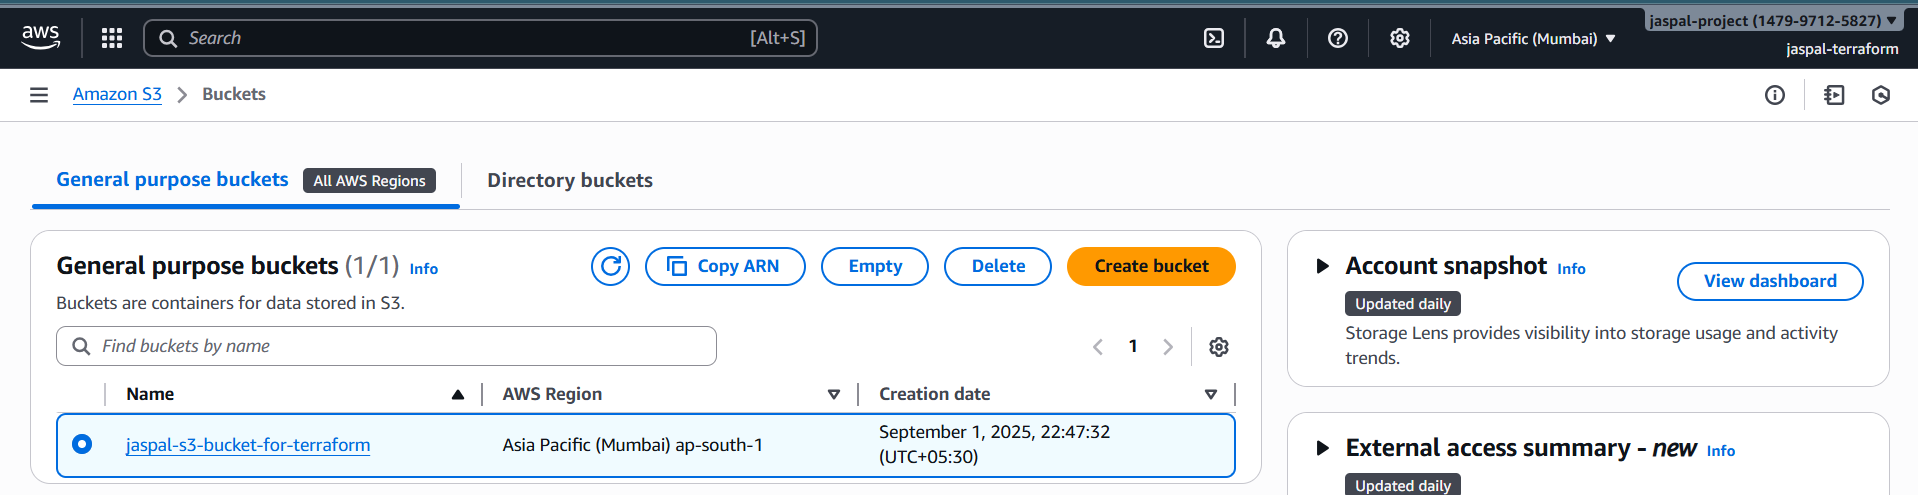 aws
Search [Alt+S]
Asia Pacific (Mumbai)
jaspal-project (1479-9712-5827)
jaspal-terraform
Amazon S3 Buckets
General purpose buckets All AWS Regions Directory buckets
General purpose buckets (1/1) Info
Copy ARN Empty Delete Create bucket
Buckets are containers for data stored in S3.
Find buckets by name
1
Name AWS Region Creation date
jaspal-s3-bucket-for-terraform Asia Pacific (Mumbai) ap-south-1 September 1, 2025, 22:47:32
(UTC+05:30)
Account snapshot Info
View dashboard
Updated daily
Storage Lens provides visibility into storage usage and activity
trends.
External access summary - new Info
Updated daily